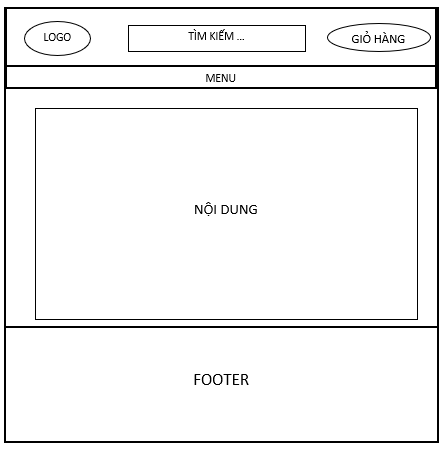 LOGO
TÌM KIẾM ...
GIỎ HÀNG
MENU
NỘI DUNG
FOOTER